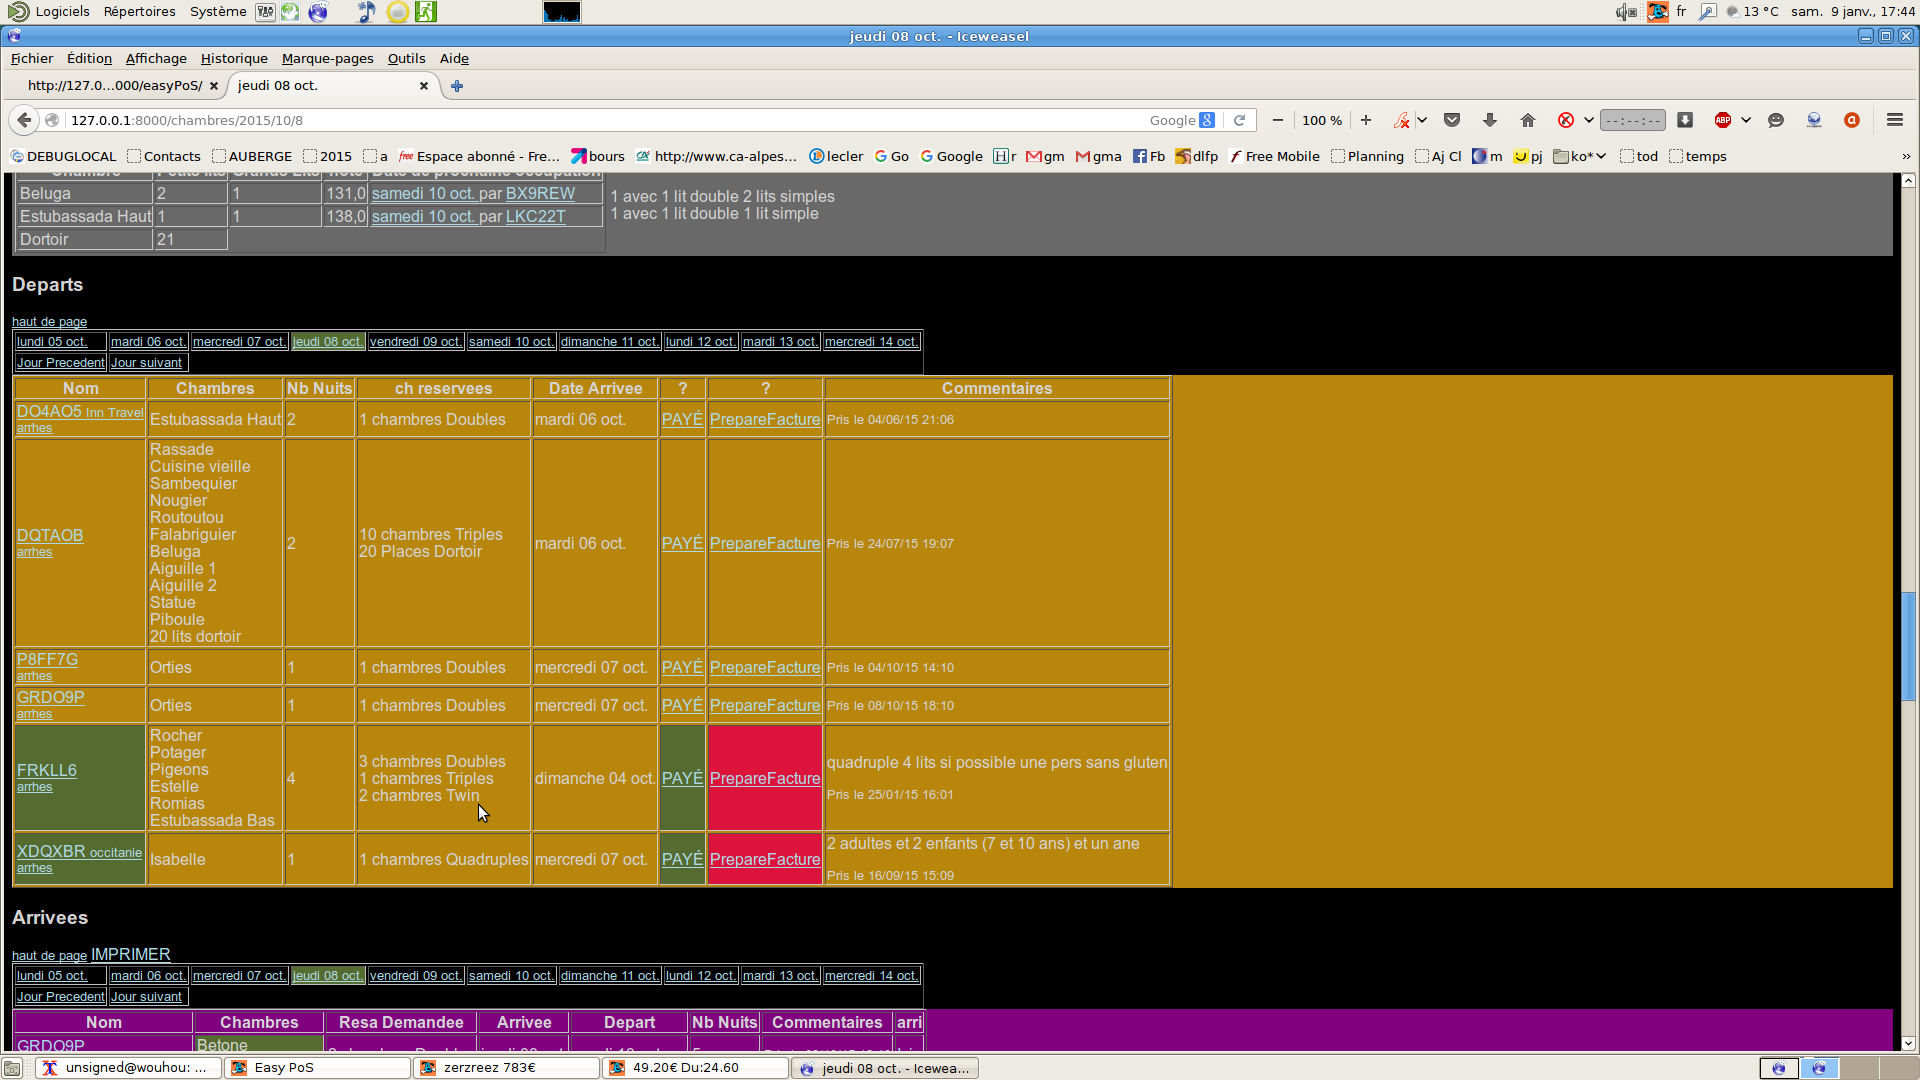 Logiciels Répertoires Système fr 13 °C sam. 9 janv., 17:44
jeudi 08 oct. - Iceweasel
Fichier Édition Affichage Historique Marque-pages Outils Aide
http://127.0...000/easyPoS/ jeudi 08 oct.
127.0.0.1:8000/chambres/2015/10/8 Google 100 % --:--:-- ABP
DEBUGLOCAL Contacts AUBERGE 2015 a free Espace abonné - Fre... bours http://www.ca-alpes... lecler Go Google r gm gma Fb dlfp Free Mobile Planning Aj Cl m pj ko* tod temps »
Chambre Petits lits Grands Lits note Date de prochaine occupation
Beluga 2 1 131,0 samedi 10 oct. par BX9REW
Estubassada Haut 1 1 138,0 samedi 10 oct. par LKC22T
Dortoir 21
1 avec 1 lit double 2 lits simples
1 avec 1 lit double 1 lit simple
Departs
haut de page
lundi 05 oct. mardi 06 oct. mercredi 07 oct. jeudi 08 oct. vendredi 09 oct. samedi 10 oct. dimanche 11 oct. lundi 12 oct. mardi 13 oct. mercredi 14 oct.
Jour Precedent Jour suivant
Nom Chambres Nb Nuits ch reservees Date Arrivee ? ? Commentaires
DO4AO5 Inn Travel
arrhes
Estubassada Haut 2 1 chambres Doubles mardi 06 oct. PAYÉ PrepareFacture Pris le 04/06/15 21:06
DQTAOB
arrhes
Rassade
Cuisine vieille
Sambequier
Nougier
Routoutou
Falabriguier
Beluga
Aiguille 1
Aiguille 2
Statue
Piboule
20 lits dortoir
2
10 chambres Triples
20 Places Dortoir
mardi 06 oct. PAYÉ PrepareFacture Pris le 24/07/15 19:07
P8FF7G
arrhes
Orties 1 1 chambres Doubles mercredi 07 oct. PAYÉ PrepareFacture Pris le 04/10/15 14:10
GRDO9P
arrhes
Orties 1 1 chambres Doubles mercredi 07 oct. PAYÉ PrepareFacture Pris le 08/10/15 18:10
FRKLL6
arrhes
Rocher
Potager
Pigeons
Estelle
Romias
Estubassada Bas
4
3 chambres Doubles
1 chambres Triples
2 chambres Twin
dimanche 04 oct. PAYÉ PrepareFacture
quadruple 4 lits si possible une pers sans gluten
Pris le 25/01/15 16:01
XDQXBR occitanie
arrhes
Isabelle 1 1 chambres Quadruples mercredi 07 oct. PAYÉ PrepareFacture
2 adultes et 2 enfants (7 et 10 ans) et un ane
Pris le 16/09/15 15:09
Arrivees
haut de page IMPRIMER
lundi 05 oct. mardi 06 oct. mercredi 07 oct. jeudi 08 oct. vendredi 09 oct. samedi 10 oct. dimanche 11 oct. lundi 12 oct. mardi 13 oct. mercredi 14 oct.
Jour Precedent Jour suivant
Nom Chambres Resa Demandee Arrivee Depart Nb Nuits Commentaires arri
GRDO9P Betone
unsigned@wouhou: ... Easy PoS zerzreez 783€ 49.20€ Du:24.60 jeudi 08 oct. - Icewea...